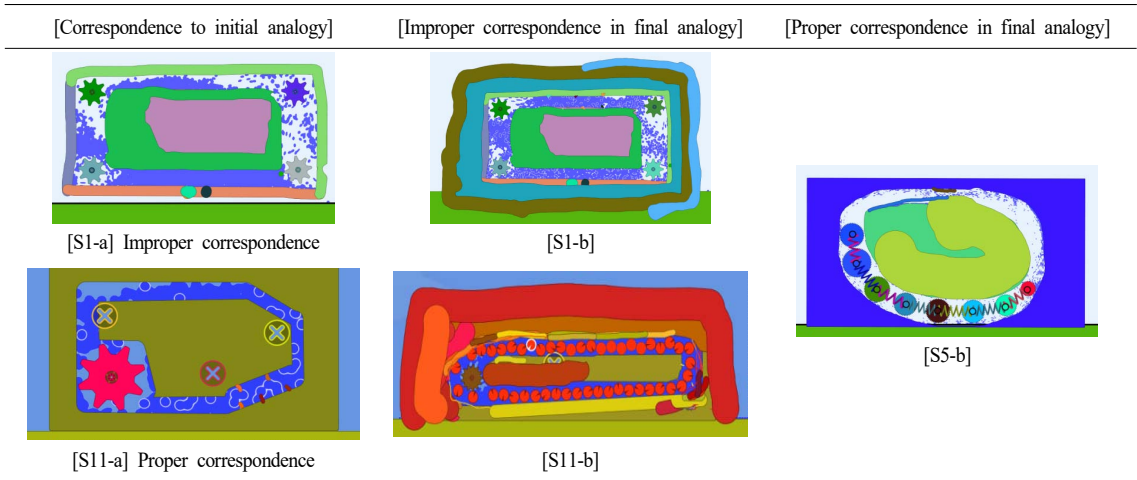 [Correspondence to initial analogy] [Improper correspondence in final analogy] [Proper correspondence in final analogy]
[S1-a] Improper correspondence [S1-b]
[S5-b]
[S11-a] Proper correspondence [S11-b]